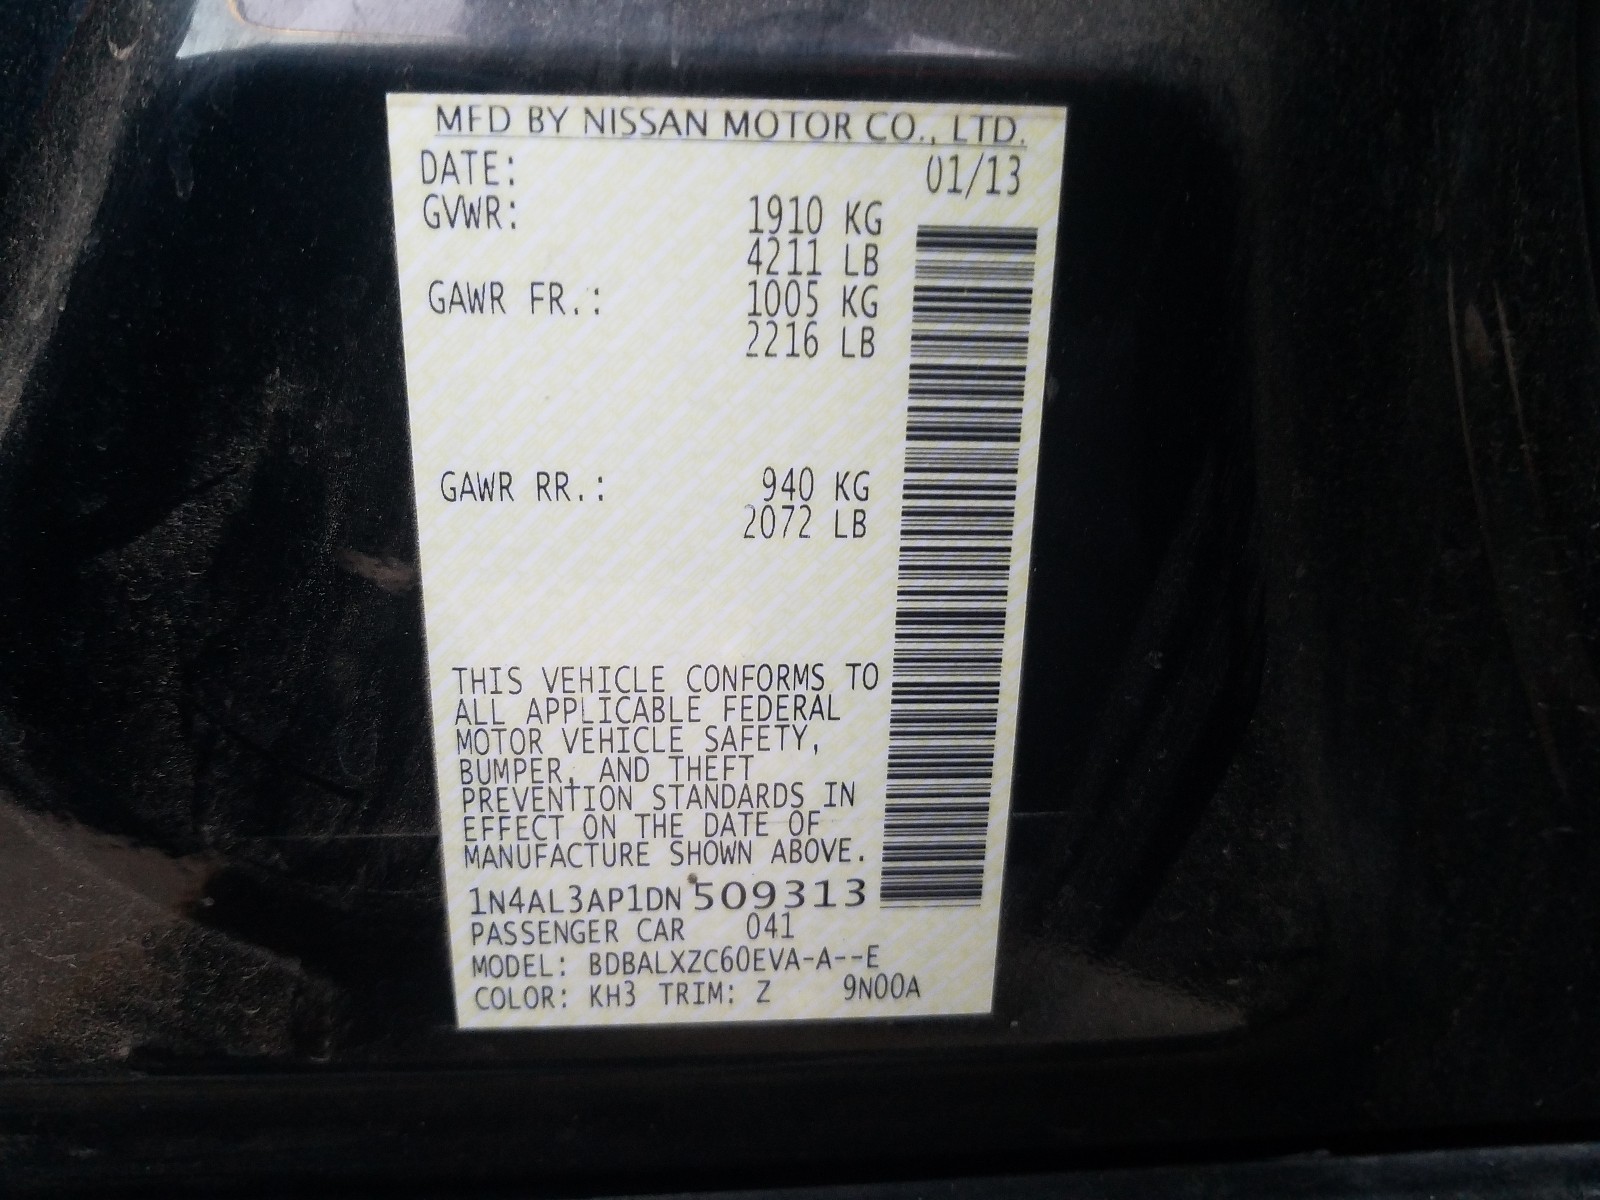 MFD BY NISSAN MOTOR CO., LTD.
DATE: 01/13
GVWR: 1910 KG
4211 LB
GAWR FR.: 1005 KG
2216 LB
GAWR RR.: 940 KG
2072 LB
THIS VEHICLE CONFORMS TO
ALL APPLICABLE FEDERAL
MOTOR VEHICLE SAFETY,
BUMPER, AND THEFT
PREVENTION STANDARDS IN
EFFECT ON THE DATE OF
MANUFACTURE SHOWN ABOVE.
1N4AL3AP1DN509313
PASSENGER CAR 041
MODEL: BDBALXZC60EVA-A--E
COLOR: KH3 TRIM: Z 9N00A